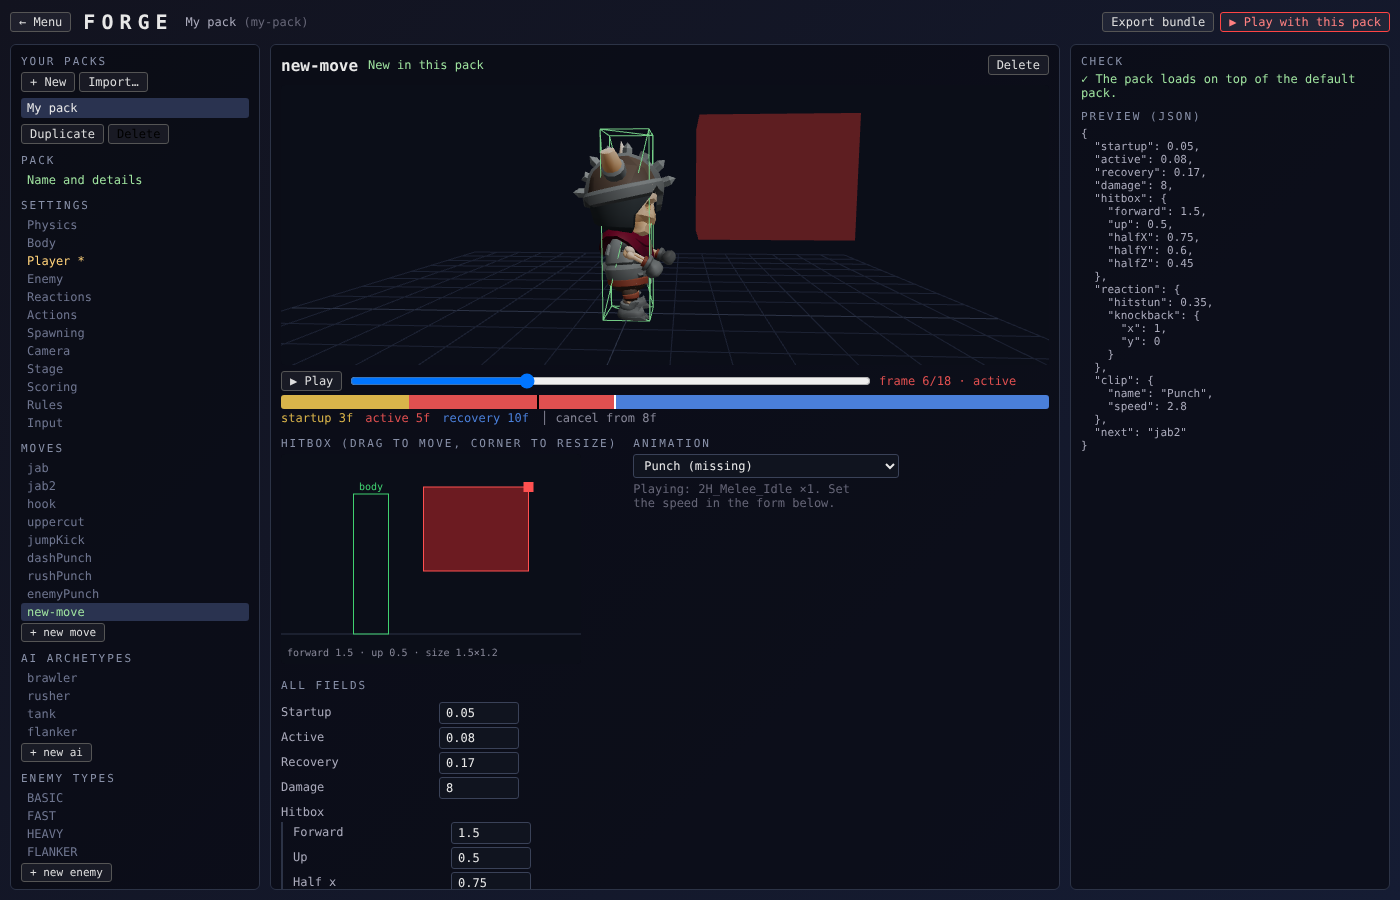 ← Menu
FORGE
My pack (my-pack)
Export bundle
▶ Play with this pack
YOUR PACKS
+ New
Import…
My pack
Duplicate
Delete
PACK
Name and details
SETTINGS
Physics
Body
Player *
Enemy
Reactions
Actions
Spawning
Camera
Stage
Scoring
Rules
Input
MOVES
jab
jab2
hook
uppercut
jumpKick
dashPunch
rushPunch
enemyPunch
new-move
+ new move
AI ARCHETYPES
brawler
rusher
tank
flanker
+ new ai
ENEMY TYPES
BASIC
FAST
HEAVY
FLANKER
+ new enemy
new-move New in this pack
Delete
▶ Play
frame 6/18 · active
startup 3f active 5f recovery 10f | cancel from 8f
HITBOX (DRAG TO MOVE, CORNER TO RESIZE)
body
forward 1.5 · up 0.5 · size 1.5×1.2
ANIMATION
Punch (missing)
Playing: 2H_Melee_Idle ×1. Set
the speed in the form below.
ALL FIELDS
Startup 0.05
Active 0.08
Recovery 0.17
Damage 8
Hitbox
Forward 1.5
Up 0.5
Half x 0.75
CHECK
✓ The pack loads on top of the default
pack.
PREVIEW (JSON)
{
"startup": 0.05,
"active": 0.08,
"recovery": 0.17,
"damage": 8,
"hitbox": {
"forward": 1.5,
"up": 0.5,
"halfX": 0.75,
"halfY": 0.6,
"halfZ": 0.45
},
"reaction": {
"hitstun": 0.35,
"knockback": {
"x": 1,
"y": 0
}
},
"clip": {
"name": "Punch",
"speed": 2.8
},
"next": "jab2"
}